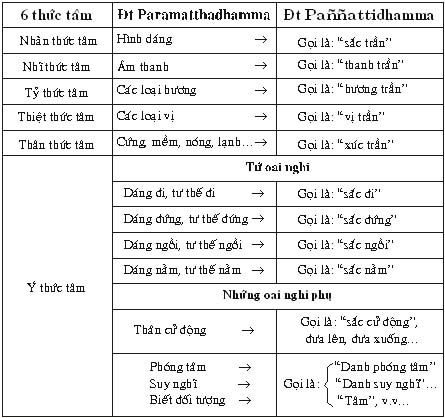 6 thức tâm Đt Paramatthadhamma Đt Paññattidhamma
Nhãn thức tâm Hình dáng → Gọi là: “sắc trần”
Nhĩ thức tâm Âm thanh → Gọi là: “thanh trần”
Tỷ thức tâm Các loại hương → Gọi là: “hương trần”
Thiệt thức tâm Các loại vị → Gọi là: “vị trần”
Thân thức tâm Cứng, mềm, nóng, lạnh... → Gọi là: “xúc trần”
Ý thức tâm
Tứ oai nghi
Dáng đi, tư thế đi → Gọi là: “sắc đi”
Dáng đứng, tư thế đứng → Gọi là: “sắc đứng”
Dáng ngồi, tư thế ngồi → Gọi là: “sắc ngồi”
Dáng nằm, tư thế nằm → Gọi là: “sắc nằm”
Những oai nghi phụ
Thân cử động → Gọi là: “sắc cử động”,
đưa lên, đưa xuống...
Phóng tâm → “Danh phóng tâm”
Suy nghĩ → Gọi là: “Danh suy nghĩ”...
Biết đối tượng → “Tâm”, v.v...